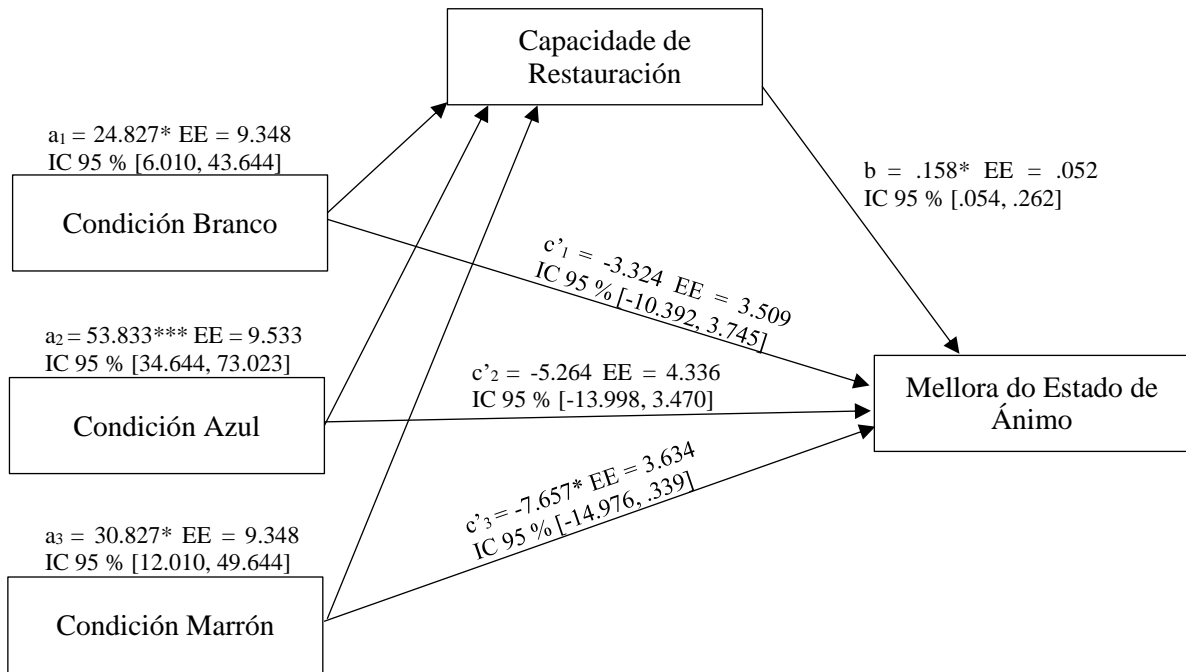 Capacidade de
Restauración
a₁ = 24.827* EE = 9.348
IC 95 % [6.010, 43.644]
Condición Branco
b = .158* EE = .052
IC 95 % [.054, .262]
c’₁ = -3.324 EE = 3.509
IC 95 % [-10.392, 3.745]
a₂ = 53.833*** EE = 9.533
IC 95 % [34.644, 73.023]
Condición Azul
c’₂ = -5.264 EE = 4.336
IC 95 % [-13.998, 3.470]
Mellora do Estado de
Ánimo
c’₃ = -7.657* EE = 3.634
IC 95 % [-14.976, .339]
a₃ = 30.827* EE = 9.348
IC 95 % [12.010, 49.644]
Condición Marrón